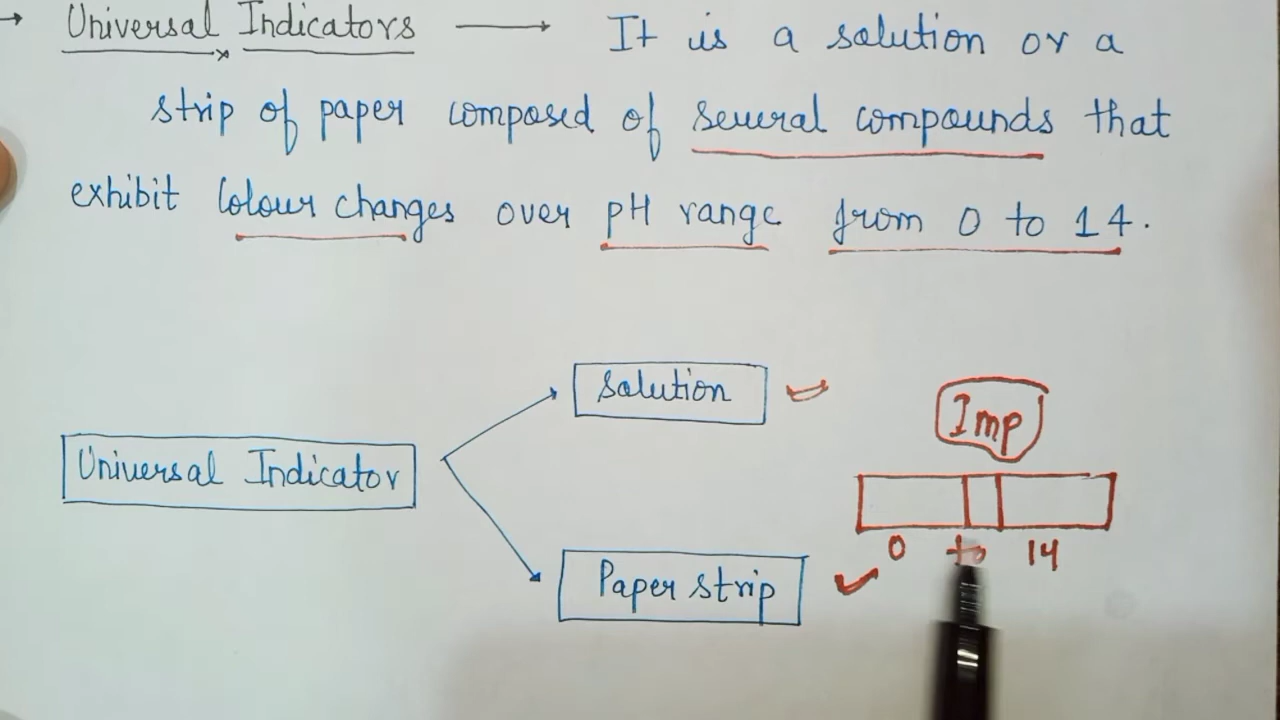 → Universal Indicators → It is a solution or a
strip of paper composed of several compounds that
exhibit Colour changes over pH range from 0 to 14.
Solution
Imp
Universal Indicator
0 to 14
Paper strip